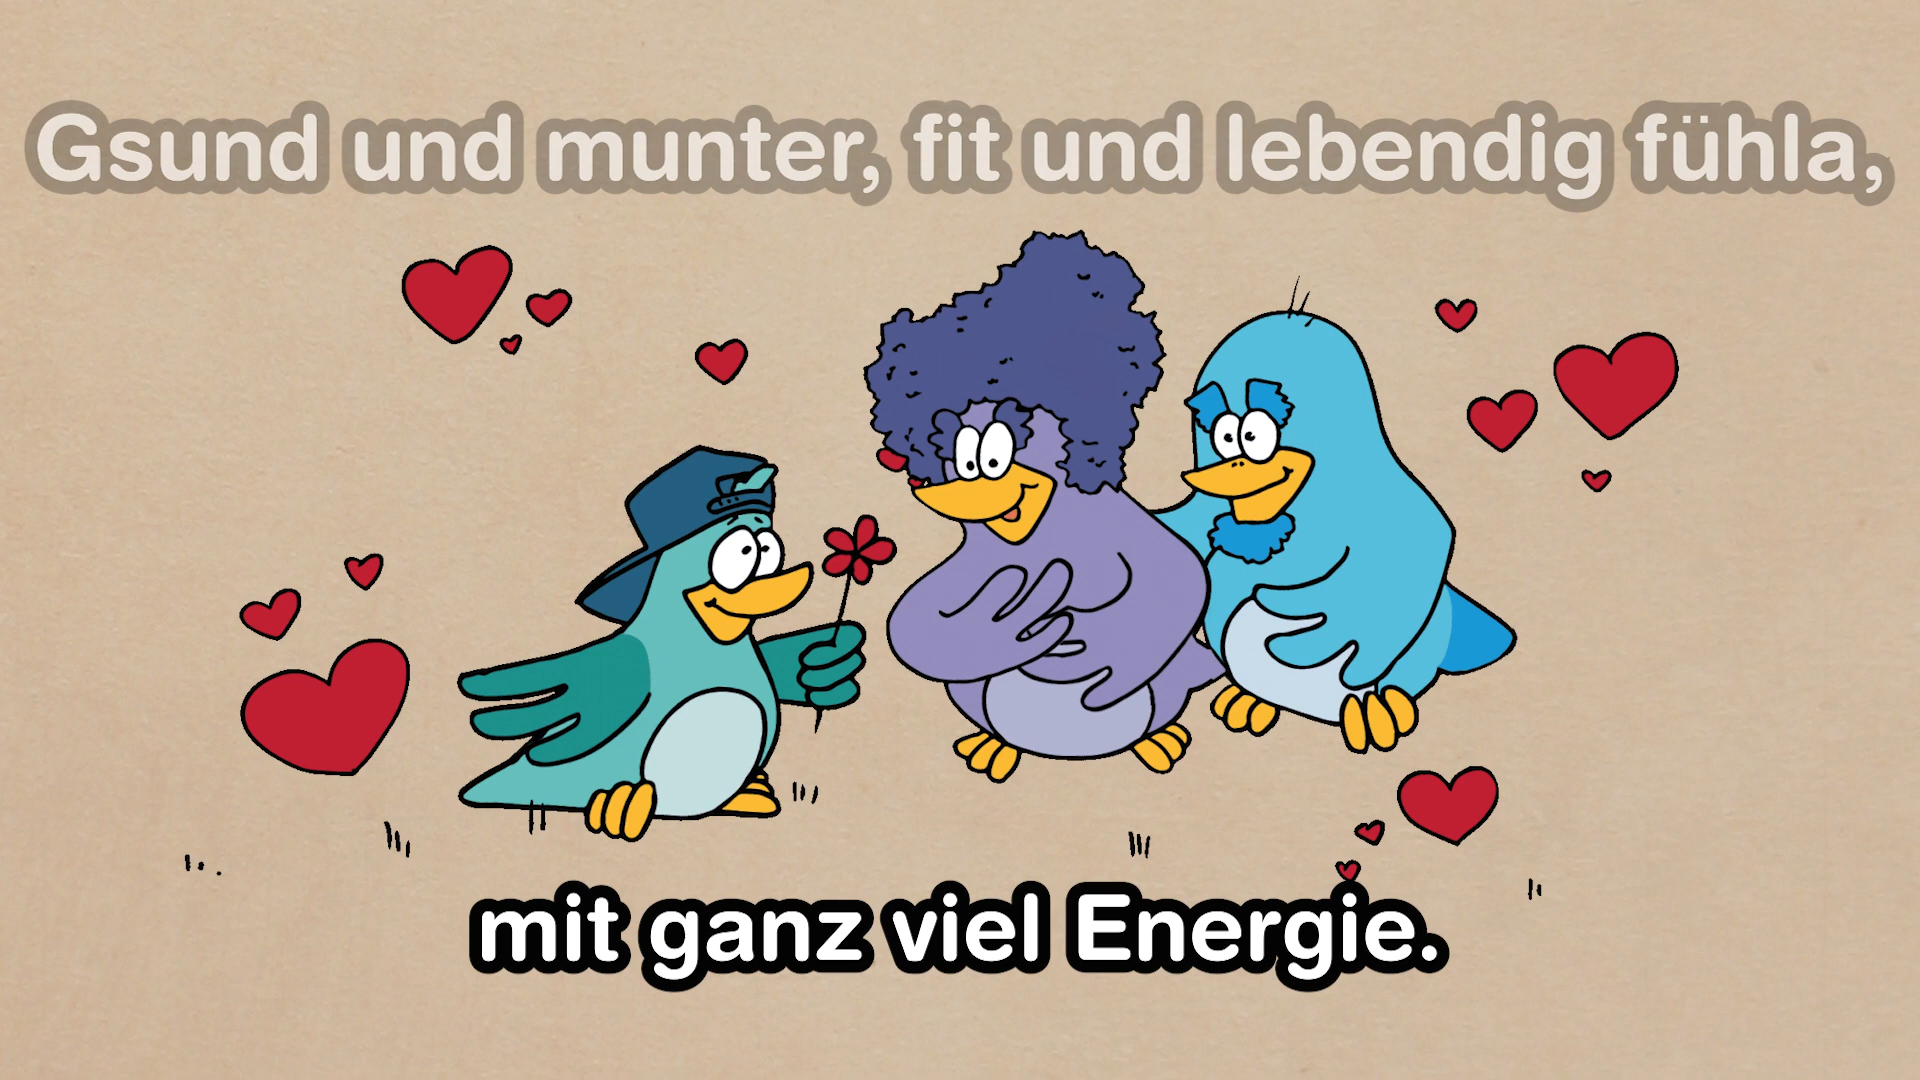 Gsund und munter, fit und lebendig fühla,
mit ganz viel Energie.